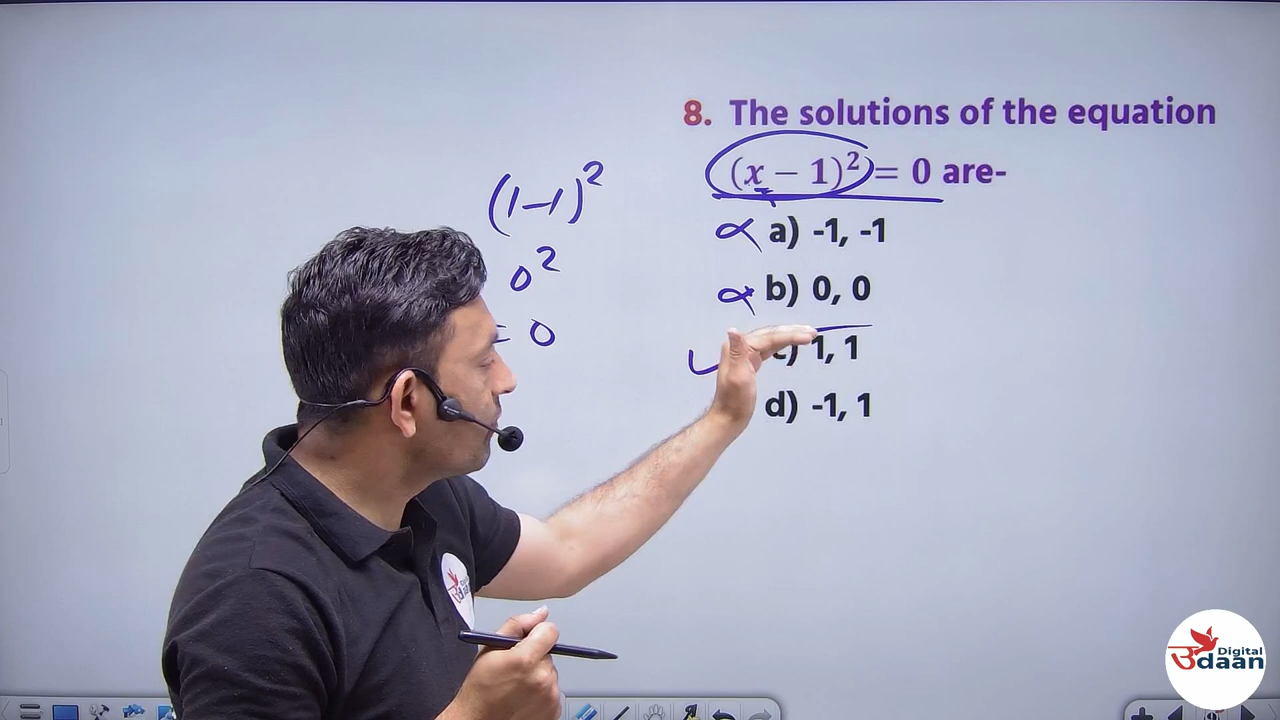 8. The solutions of the equation
(x − 1)² = 0 are-
a) -1, -1
b) 0, 0
c) 1, 1
d) -1, 1
(1-1)²
0²
= 0
Digital
उdaan